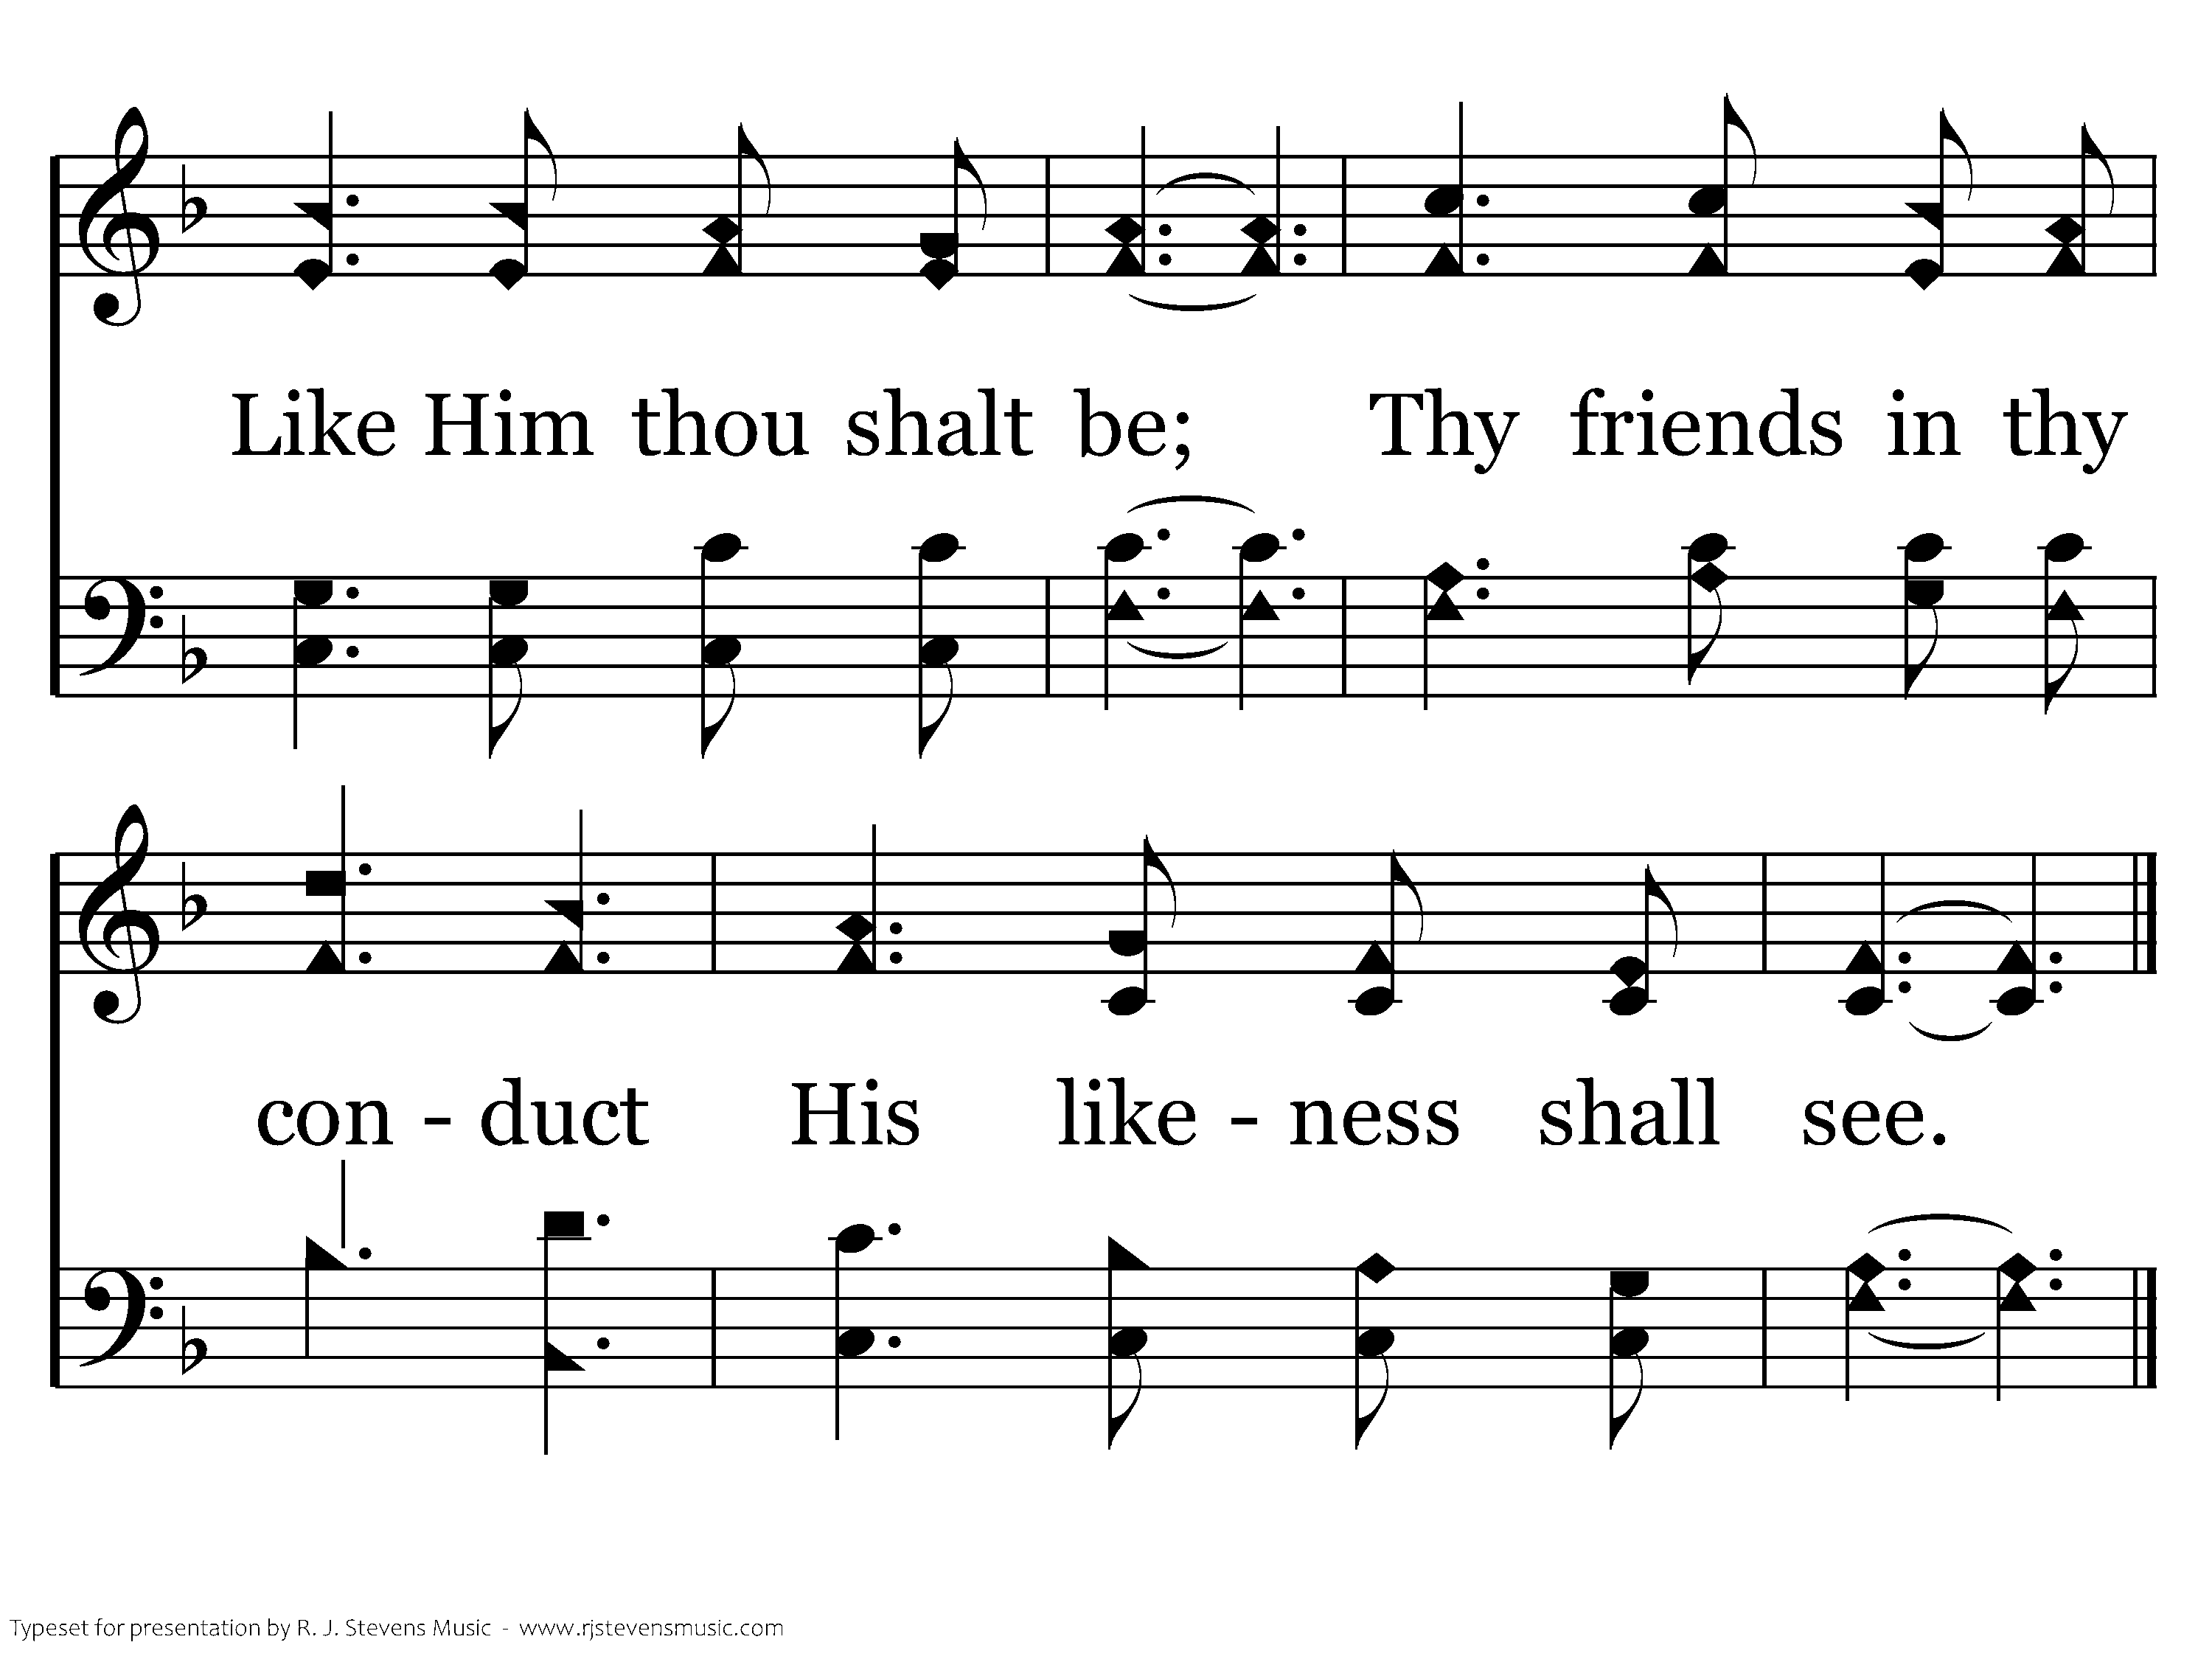 Like Him thou shalt be; Thy friends in thy
con - duct His like - ness shall see.
Typeset for presentation by R. J. Stevens Music - www.rjstevensmusic.com